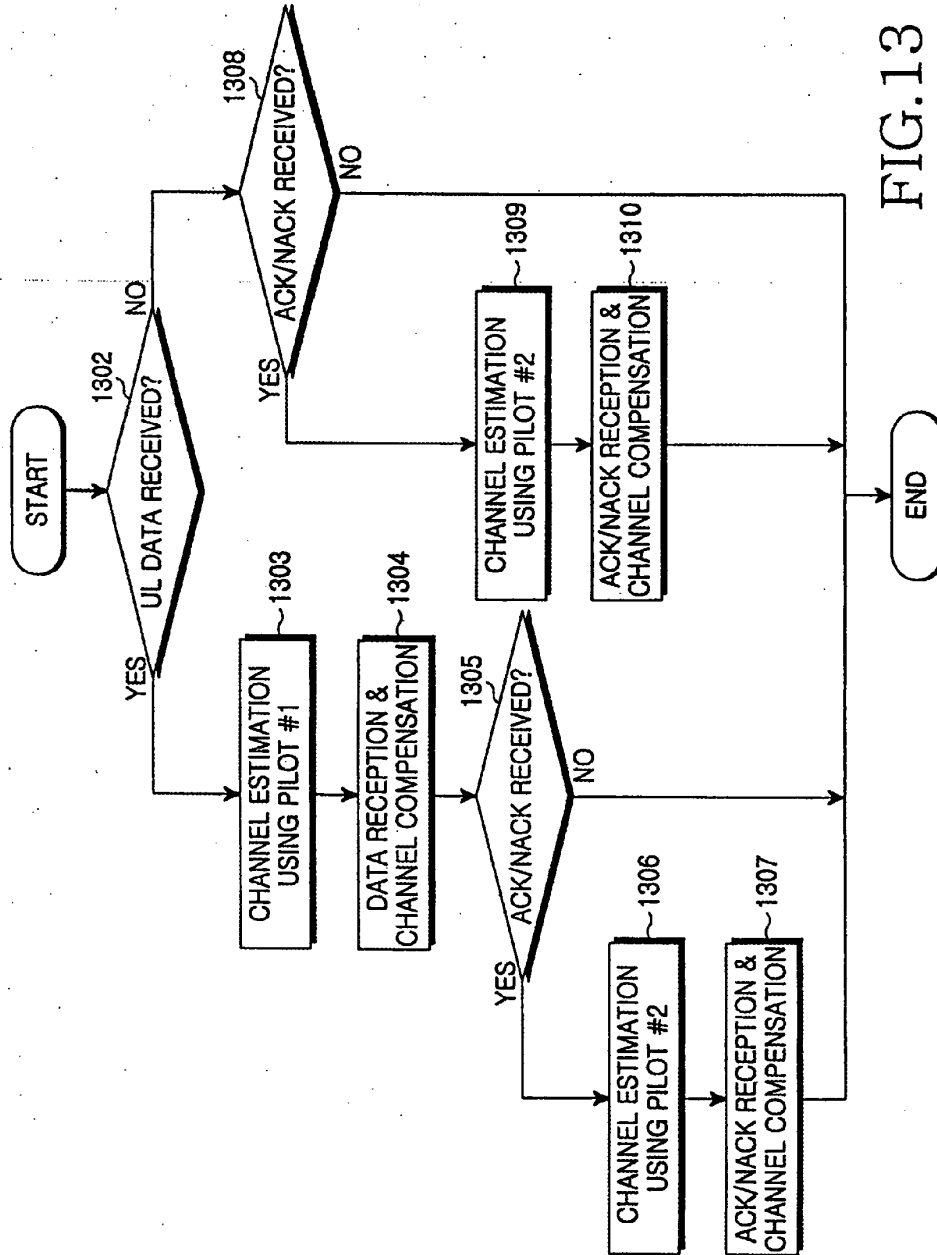 START
1302
UL DATA RECEIVED?
YES
NO
1303
CHANNEL ESTIMATION
USING PILOT #1
1304
DATA RECEPTION &
CHANNEL COMPENSATION
1305
ACK/NACK RECEIVED?
YES
NO
1306
CHANNEL ESTIMATION
USING PILOT #2
1307
ACK/NACK RECEPTION &
CHANNEL COMPENSATION
1308
ACK/NACK RECEIVED?
YES
NO
1309
CHANNEL ESTIMATION
USING PILOT #2
1310
ACK/NACK RECEPTION &
CHANNEL COMPENSATION
END
FIG.13